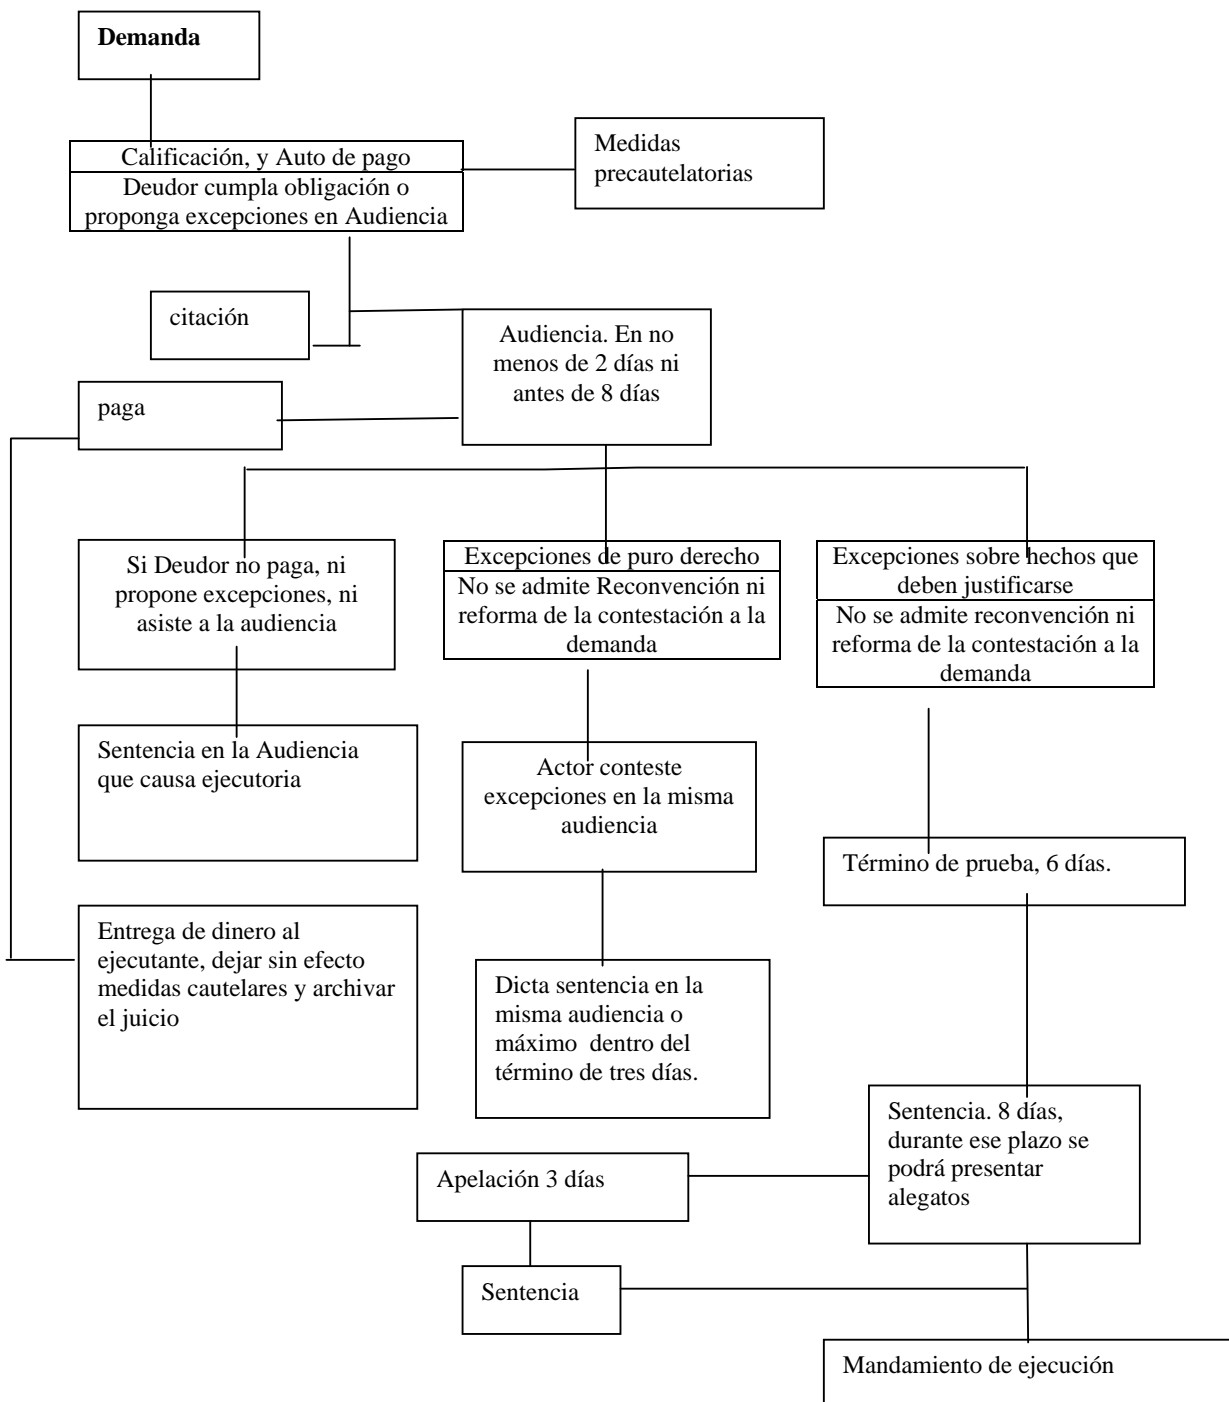 Demanda
Medidas
precautelatorias
Calificación, y Auto de pago
Deudor cumpla obligación o
proponga excepciones en Audiencia
citación
Audiencia. En no
menos de 2 días ni
antes de 8 días
paga
Si Deudor no paga, ni
propone excepciones, ni
asiste a la audiencia
Excepciones de puro derecho
No se admite Reconvención ni
reforma de la contestación a la
demanda
Excepciones sobre hechos que
deben justificarse
No se admite reconvención ni
reforma de la contestación a la
demanda
Sentencia en la Audiencia
que causa ejecutoria
Actor conteste
excepciones en la misma
audiencia
Término de prueba, 6 días.
Entrega de dinero al
ejecutante, dejar sin efecto
medidas cautelares y archivar
el juicio
Dicta sentencia en la
misma audiencia o
máximo dentro del
término de tres días.
Sentencia. 8 días,
durante ese plazo se
podrá presentar
alegatos
Apelación 3 días
Sentencia
Mandamiento de ejecución